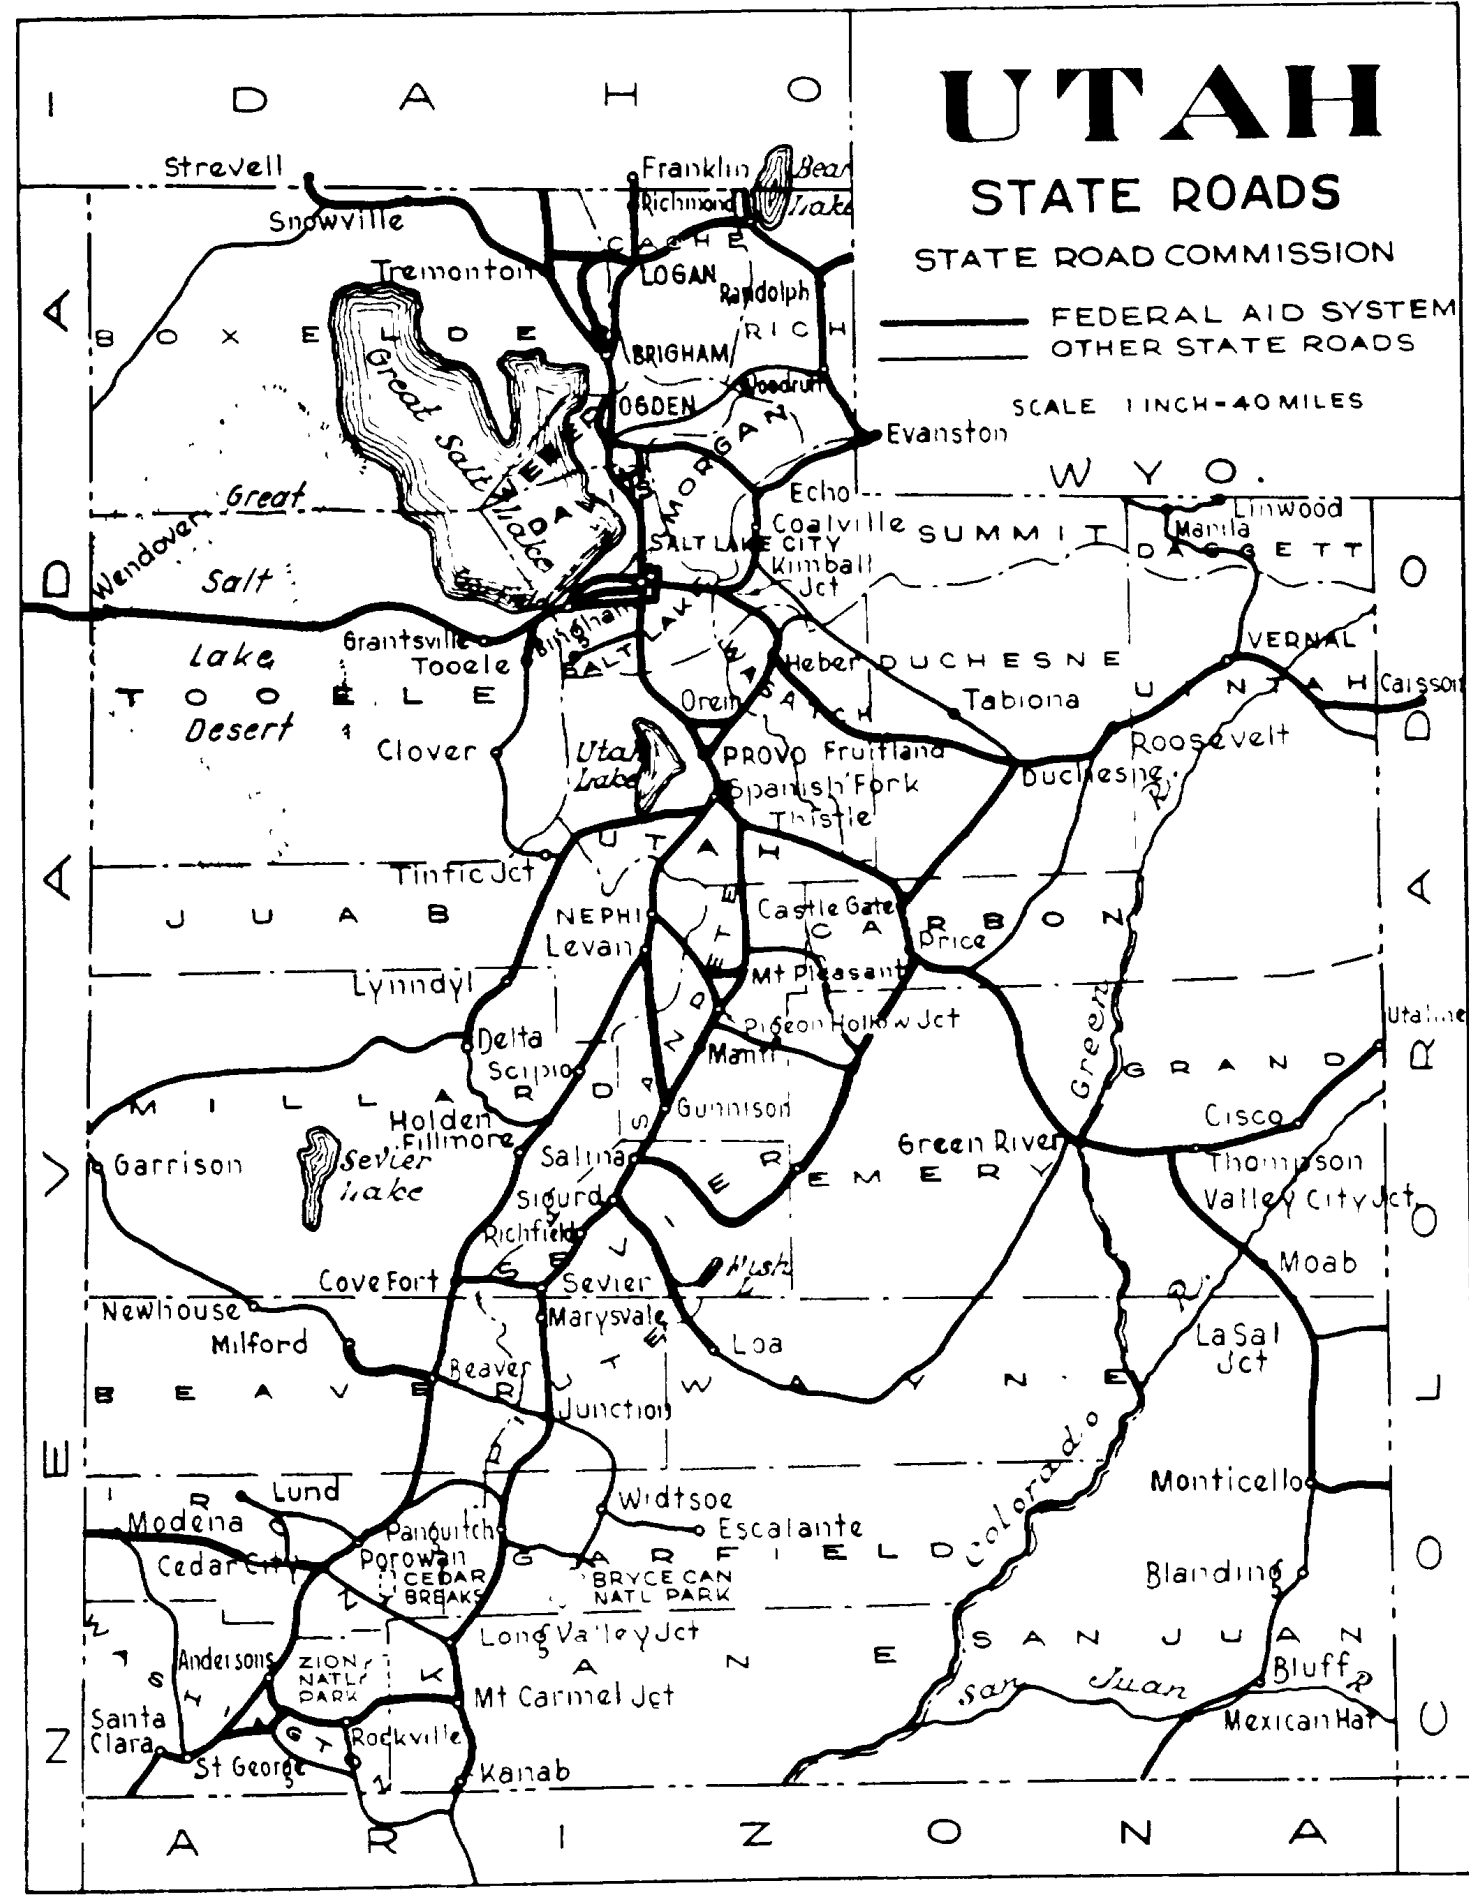 UTAH
STATE ROADS
STATE ROAD COMMISSION
FEDERAL AID SYSTEM
OTHER STATE ROADS
SCALE 1 INCH = 40 MILES
IDAHO
WYO.
COLORADO
ARIZONA
NEVADA
Strevell
Snowville
Franklin
Richmond
Bear
Lake
CACHE
Tremonton
LOGAN
Randolph
BOX ELDER
RICH
BRIGHAM
Woodruff
Great Salt Lake
WEBER
OGDEN
MORGAN
Evanston
Echo
Coalville
SUMMIT
Linwood
Manila
DAGGETT
DAVIS
SALT LAKE CITY
Kimball
Jct
Wendover
Great
Salt
Lake
Desert
TOOELE
Grantsville
Tooele
Bingham
SALT LAKE
WASATCH
Heber
DUCHESNE
VERNAL
UINTAH
Caisson
Tabiona
Orem
Clover
Utah
Lake
PROVO
Fruitland
Roosevelt
Duchesne
Spanish Fork
Thistle
UTAH
Tintic Jct
JUAB
NEPHI
Castle Gate
CARBON
Levan
Price
Green R.
SANPETE
Mt Pleasant
Lynndyl
Pigeon Hollow Jct
Utaline
Delta
Manti
Scipio
GRAND
MILLARD
Gunnison
Cisco
Holden
Fillmore
Green River
Garrison
Sevier
Lake
Salina
EMERY
Thompson
Sigurd
Valley City Jct.
Richfield
SEVIER
Moab
Cove Fort
Sevier
Fish
L
Newhouse
Marysvale
Milford
Loa
La Sal
Jct
Beaver
BEAVER
PIUTE
WAYNE
Junction
Colorado R.
IRON
Lund
Widtsoe
Monticello
Modena
Panguitch
Escalante
Cedar City
Porowan
GARFIELD
CEDAR
BREAKS
BRYCE CAN
NATL PARK
Blanding
Long Valley Jct
SAN JUAN
KANE
WASHINGTON
Andersons
ZION
NATL
PARK
Bluff
San Juan R
Mt Carmel Jct
Santa
Clara
Rockville
Mexican Hat
St George
Kanab